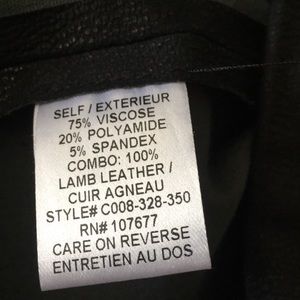 SELF / EXTERIEUR
75% VISCOSE
20% POLYAMIDE
5% SPANDEX
COMBO: 100%
LAMB LEATHER /
CUIR AGNEAU
STYLE# C008-328-350
RN# 107677
CARE ON REVERSE
ENTRETIEN AU DOS